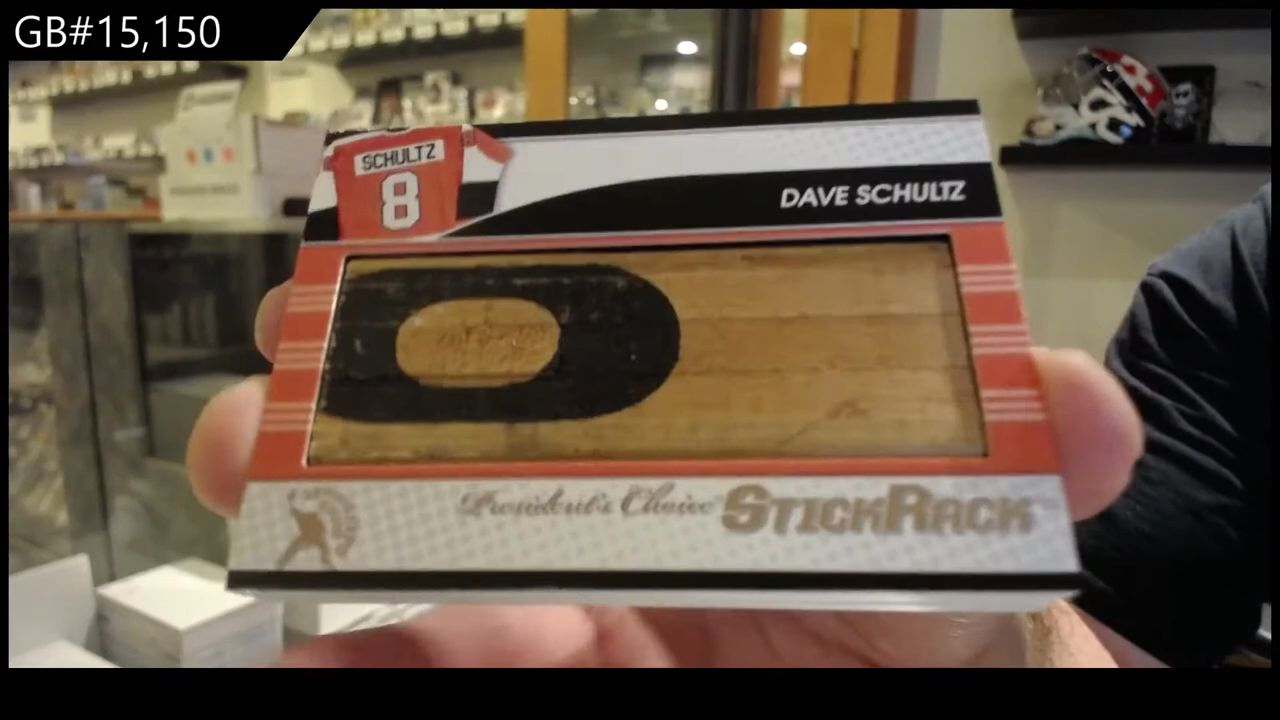 GB#15,150
SCHULTZ
8
DAVE SCHULTZ
President's Choice StickRack